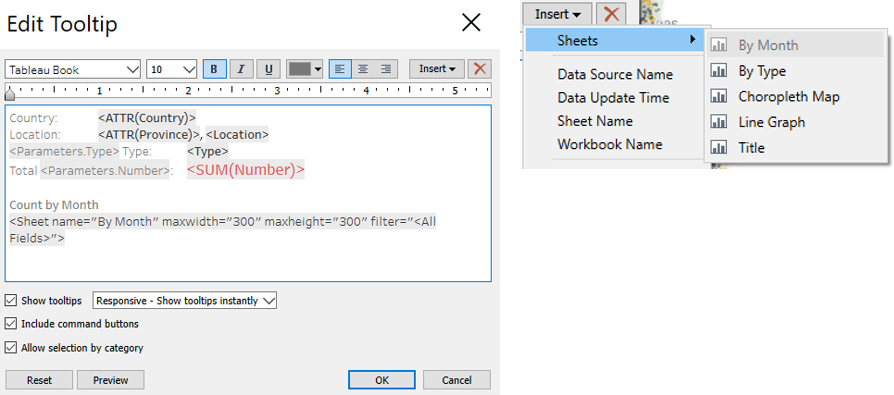 Edit Tooltip
Tableau Book 10 B I U Insert
1 2 3 4 5
Country: <ATTR(Country)>
Location: <ATTR(Province)>, <Location>
<Parameters.Type> Type: <Type>
Total <Parameters.Number>: <SUM(Number)>
Count by Month
<Sheet name="By Month" maxwidth="300" maxheight="300" filter="<All
Fields>">
Show tooltips Responsive - Show tooltips instantly
Include command buttons
Allow selection by category
Reset Preview OK Cancel
Insert
Sheets
Data Source Name
Data Update Time
Sheet Name
Workbook Name
By Month
By Type
Choropleth Map
Line Graph
Title